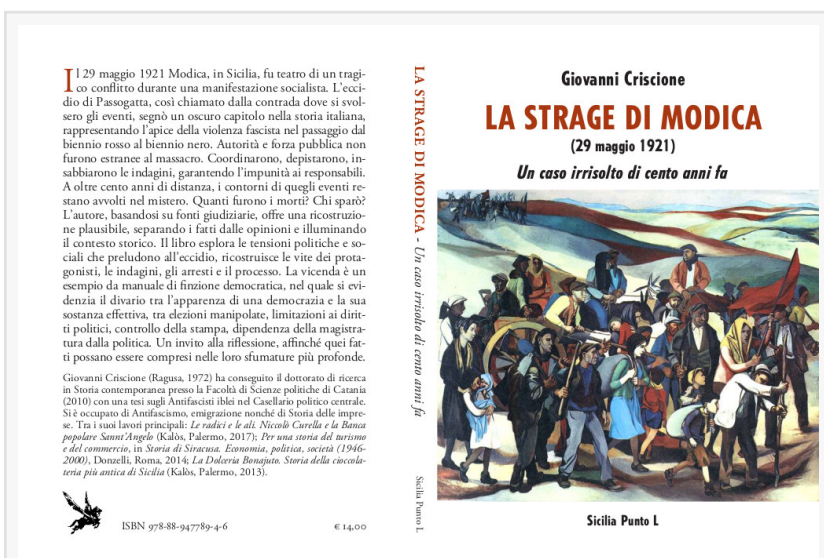 Il 29 maggio 1921 Modica, in Sicilia, fu teatro di un tragi-
co conflitto durante una manifestazione socialista. L'ecci-
dio di Passogatta, così chiamato dalla contrada dove si svol-
sero gli eventi, segnò un oscuro capitolo nella storia italiana,
rappresentando l'apice della violenza fascista nel passaggio dal
biennio rosso al biennio nero. Autorità e forza pubblica non
furono estranee al massacro. Coordinarono, depistarono, in-
sabbiarono le indagini, garantendo l'impunità ai responsabili.
A oltre cento anni di distanza, i contorni di quegli eventi re-
stano avvolti nel mistero. Quanti furono i morti? Chi sparò?
L'autore, basandosi su fonti giudiziarie, offre una ricostruzio-
ne plausibile, separando i fatti dalle opinioni e illuminando
il contesto storico. Il libro esplora le tensioni politiche e so-
ciali che preludono all'eccidio, ricostruisce le vite dei prota-
gonisti, le indagini, gli arresti e il processo. La vicenda è un
esempio da manuale di finzione democratica, nel quale si evi-
denzia il divario tra l'apparenza di una democrazia e la sua
sostanza effettiva, tra elezioni manipolate, limitazioni ai dirit-
ti politici, controllo della stampa, dipendenza della magistra-
tura dalla politica. Un invito alla riflessione, affinché quei fat-
ti possano essere compresi nelle loro sfumature più profonde.
Giovanni Criscione (Ragusa, 1972) ha conseguito il dottorato di ricerca
in Storia contemporanea presso la Facoltà di Scienze politiche di Catania
(2010) con una tesi sugli Antifascisti iblei nel Casellario politico centrale.
Si è occupato di Antifascismo, emigrazione nonché di Storia delle impre-
se. Tra i suoi lavori principali: Le radici e le ali. Niccolò Curella e la Banca
popolare Sannt'Angelo (Kalòs, Palermo, 2017); Per una storia del turismo
e del commercio, in Storia di Siracusa. Economia, politica, società (1946-
2000), Donzelli, Roma, 2014; La Dolceria Bonajuto. Storia della cioccola-
teria più antica di Sicilia (Kalòs, Palermo, 2013).
ISBN 978-88-947789-4-6 € 14,00
LA STRAGE DI MODICA - Un caso irrisolto di cento anni fa
Sicilia Punto L
Giovanni Criscione
LA STRAGE DI MODICA
(29 maggio 1921)
Un caso irrisolto di cento anni fa
Sicilia Punto L